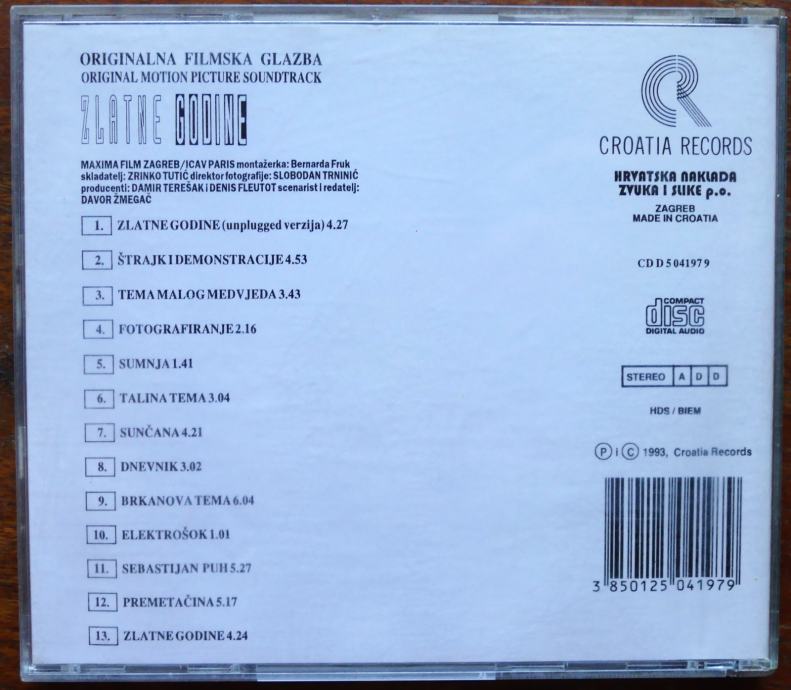 ORIGINALNA FILMSKA GLAZBA
ORIGINAL MOTION PICTURE SOUNDTRACK
ZLATNE GODINE
MAXIMA FILM ZAGREB/ICAV PARIS montažerka: Bernarda Fruk
skladatelj: ZRINKO TUTIĆ direktor fotografije: SLOBODAN TRNINIĆ
producenti: DAMIR TEREŠAK i DENIS FLEUTOT scenarist i redatelj:
DAVOR ŽMEGAČ
1. ZLATNE GODINE (unplugged verzija) 4.27
2. ŠTRAJK I DEMONSTRACIJE 4.53
3. TEMA MALOG MEDVJEDA 3.43
4. FOTOGRAFIRANJE 2.16
5. SUMNJA 1.41
6. TALINA TEMA 3.04
7. SUNČANA 4.21
8. DNEVNIK 3.02
9. BRKANOVA TEMA 6.04
10. ELEKTROŠOK 1.01
11. SEBASTIJAN PUH 5.27
12. PREMETAČINA 5.17
13. ZLATNE GODINE 4.24
CR
CROATIA RECORDS
HRVATSKA NAKLADA
ZVUKA I SLIKE p.o.
ZAGREB
MADE IN CROATIA
CD D 5 041979
COMPACT
disc
DIGITAL AUDIO
STEREO A D D
HDS / BIEM
Ⓟ i Ⓒ 1993, Croatia Records
3 850125 041979